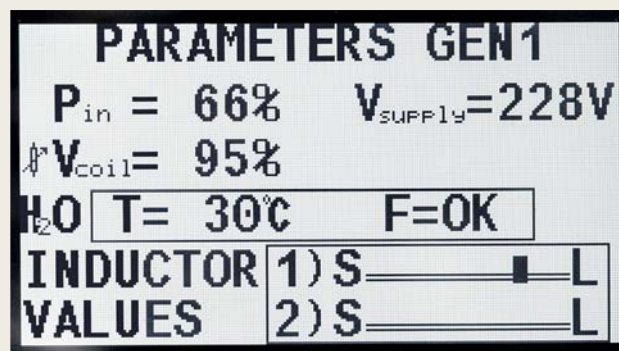 PARAMETERS GEN1
Pin = 66% Vsupply=228V
Vcoil= 95%
H2O T= 30°C F=OK
INDUCTOR 1) S L
VALUES 2) S L